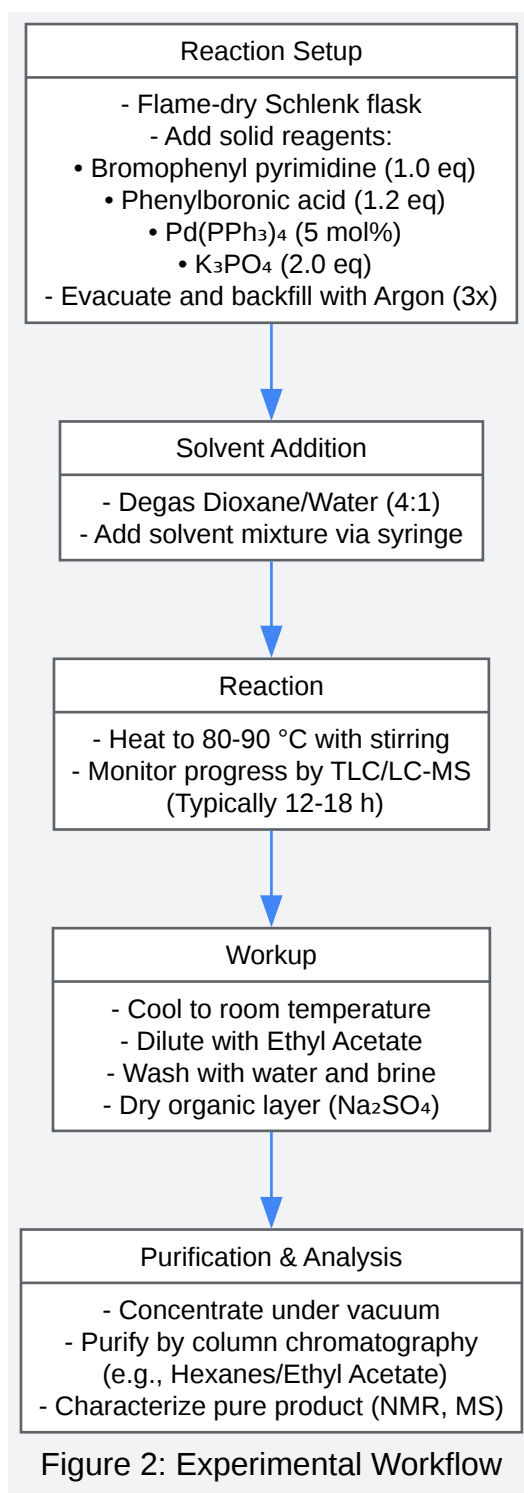 Reaction Setup
- Flame-dry Schlenk flask
- Add solid reagents:
• Bromophenyl pyrimidine (1.0 eq)
• Phenylboronic acid (1.2 eq)
• Pd(PPh₃)₄ (5 mol%)
• K₃PO₄ (2.0 eq)
- Evacuate and backfill with Argon (3x)
Solvent Addition
- Degas Dioxane/Water (4:1)
- Add solvent mixture via syringe
Reaction
- Heat to 80-90 °C with stirring
- Monitor progress by TLC/LC-MS
(Typically 12-18 h)
Workup
- Cool to room temperature
- Dilute with Ethyl Acetate
- Wash with water and brine
- Dry organic layer (Na₂SO₄)
Purification & Analysis
- Concentrate under vacuum
- Purify by column chromatography
(e.g., Hexanes/Ethyl Acetate)
- Characterize pure product (NMR, MS)
Figure 2: Experimental Workflow